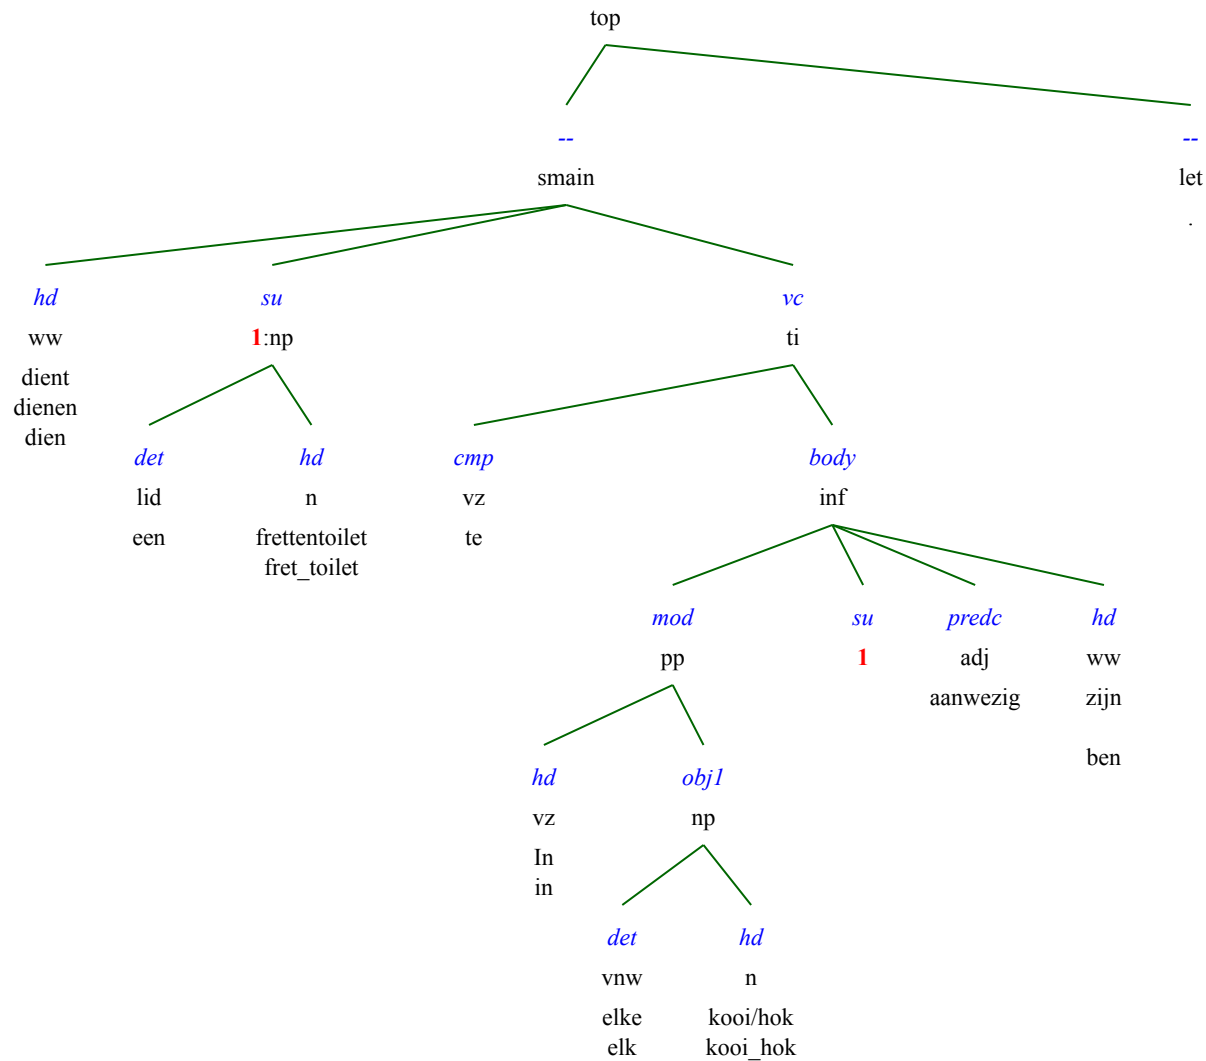 top
-- --
smain let
.
hd su vc
ww 1:np ti
dient
dienen
dien
det hd cmp body
lid n vz inf
een frettentoilet te
fret_toilet
mod su predc hd
pp 1 adj ww
aanwezig zijn
ben
hd obj1
vz np
In
in
det hd
vnw n
elke kooi/hok
elk kooi_hok